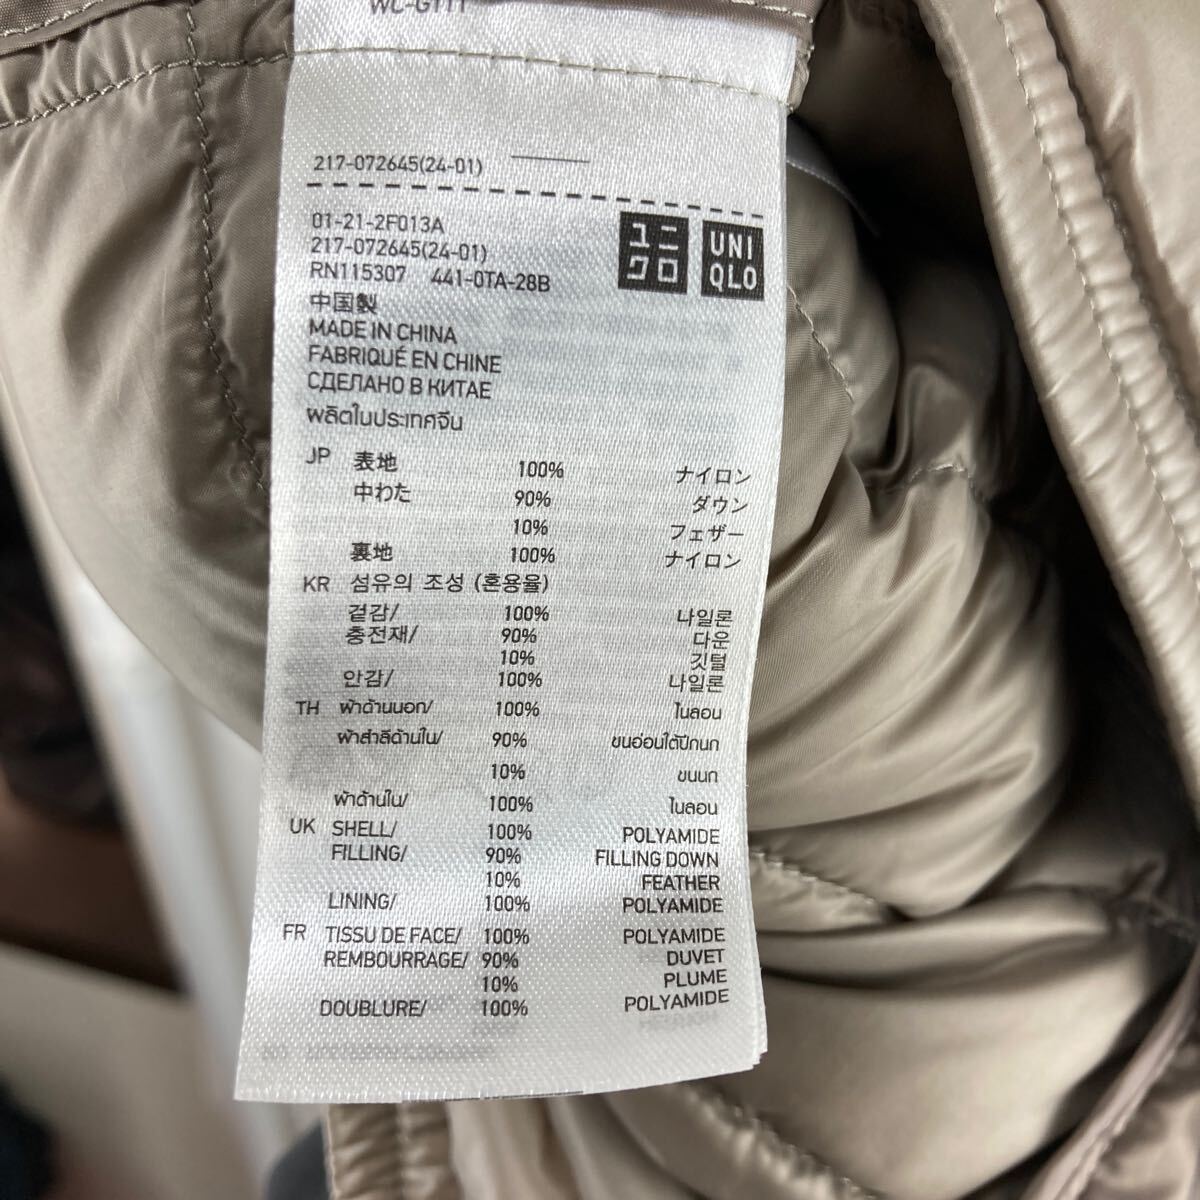 WC-G111
217-072645(24-01)
01-21-2F013A
217-072645(24-01)
RN115307 441-0TA-28B
ユニクロ UNIQLO
中国製
MADE IN CHINA
FABRIQUÉ EN CHINE
СДЕЛАНО В КИТАЕ
ผลิตในประเทศจีน
JP 表地 100% ナイロン
中わた 90% ダウン
10% フェザー
裏地 100% ナイロン
KR 섬유의 조성 (혼용율)
겉감/ 100% 나일론
충전재/ 90% 다운
10% 깃털
안감/ 100% 나일론
TH ผ้าด้านนอก/ 100% ไนลอน
ผ้าสำลีด้านใน/ 90% ขนอ่อนใต้ปีกนก
10% ขนนก
ผ้าด้านใน/ 100% ไนลอน
UK SHELL/ 100% POLYAMIDE
FILLING/ 90% FILLING DOWN
10% FEATHER
LINING/ 100% POLYAMIDE
FR TISSU DE FACE/ 100% POLYAMIDE
REMBOURRAGE/ 90% DUVET
10% PLUME
DOUBLURE/ 100% POLYAMIDE